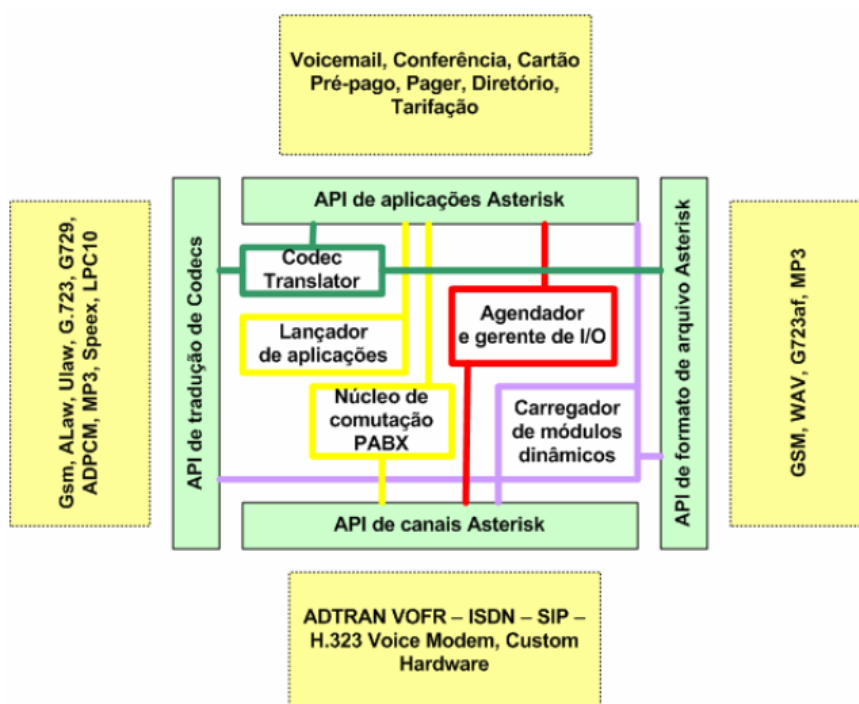 Voicemail, Conferência, Cartão
Pré-pago, Pager, Diretório,
Tarifação
Gsm, ALaw, Ulaw, G.723, G729,
ADPCM, MP3, Speex, LPC10
API de tradução de Codecs
API de aplicações Asterisk
Codec
Translator
Lançador
de aplicações
Agendador
e gerente de I/O
Núcleo de
comutação
PABX
Carregador
de módulos
dinâmicos
API de canais Asterisk
API de formato de arquivo Asterisk
GSM, WAV, G723af, MP3
ADTRAN VOFR – ISDN – SIP –
H.323 Voice Modem, Custom
Hardware